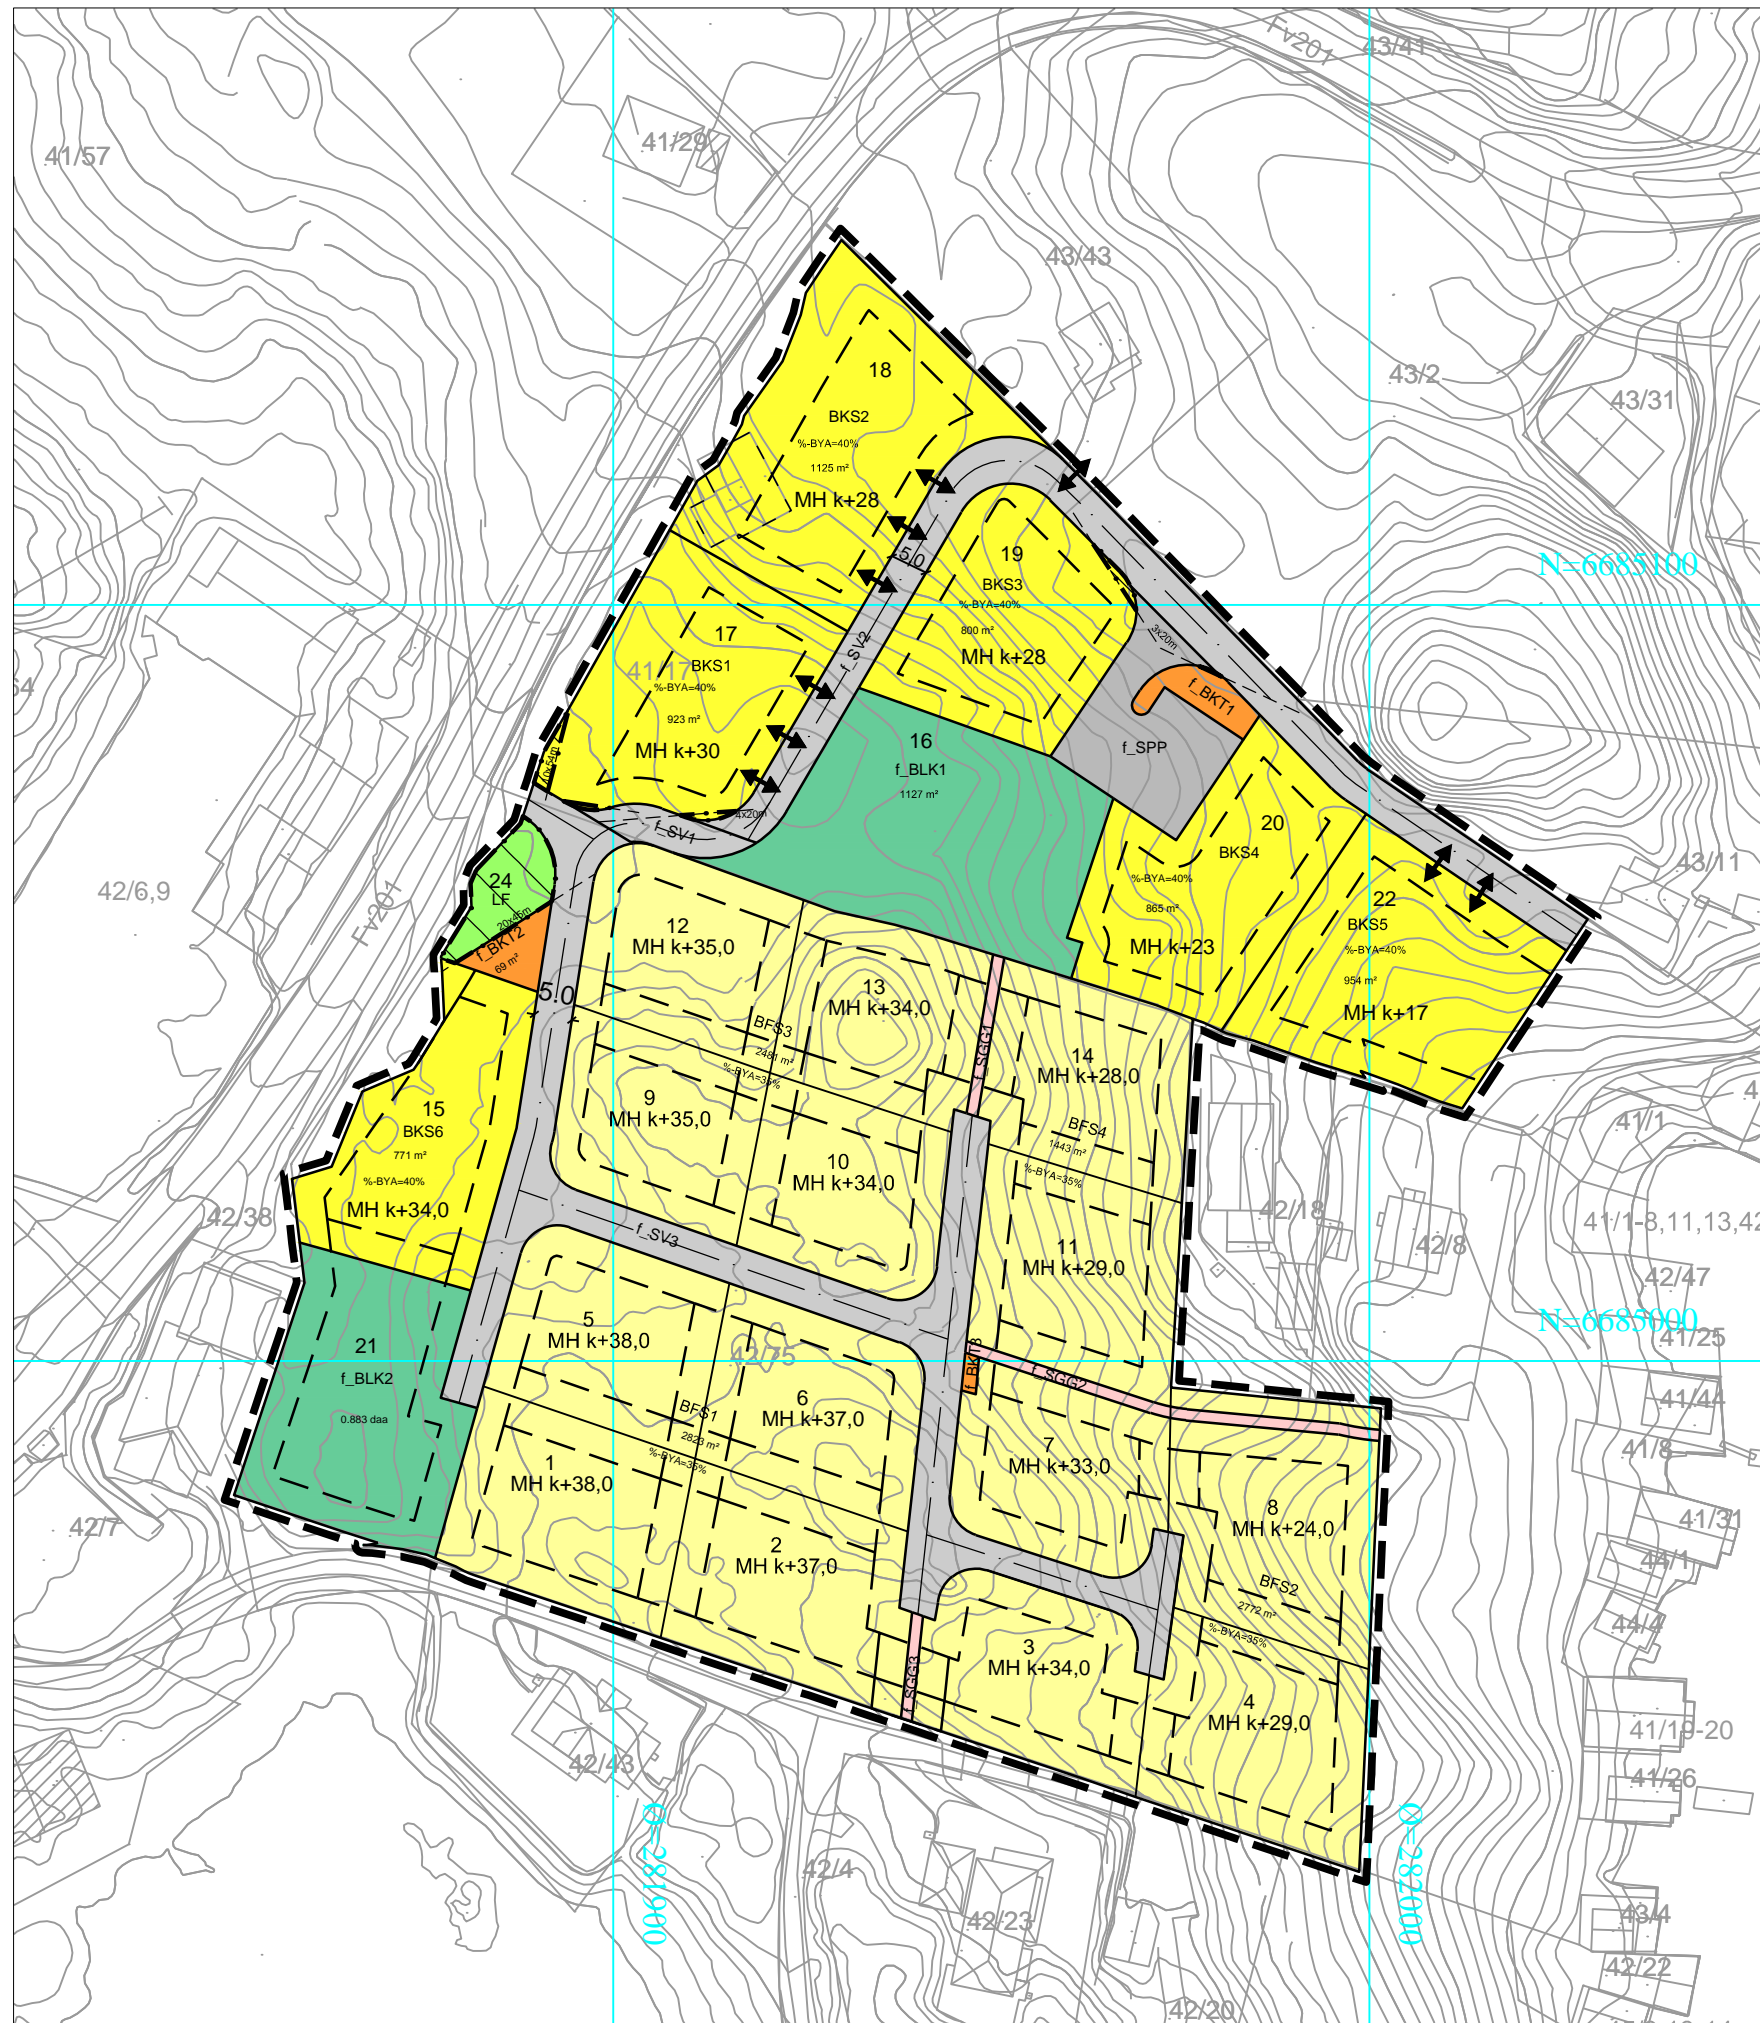 Fv201
43/41
41/29
41/57
43/43
43/2
43/31
18
BKS2
%-BYA=40%
1125 m²
MH k+28
5,0
19
BKS3
%-BYA=40%
800 m²
MH k+28
N=6685100
17
41/17
BKS1
%-BYA=40%
923 m²
MH k+30
f_SV2
3x20m
f_BKT1
f_SPP
16
f_BLK1
1127 m²
10x54m
4x20m
f_SV1
20
BKS4
%-BYA=40%
865 m²
MH k+23
22
BKS5
%-BYA=40%
954 m²
MH k+17
43/11
64
42/6,9
Fv201
24
LF
20x45m
f_BKT2
69 m²
5.0
12
MH k+35,0
13
MH k+34,0
BFS3
2481 m²
%-BYA=35%
f_SGG1
14
MH k+28,0
9
MH k+35,0
10
MH k+34,0
BFS4
1443 m²
%-BYA=35%
11
MH k+29,0
15
BKS6
771 m²
%-BYA=40%
MH k+34,0
41/1
42/38
42/18
42/8
41/1-8,11,13,42
42/47
N=6685000
41/25
f_SV3
21
f_BLK2
0.883 daa
5
MH k+38,0
42/75
6
MH k+37,0
BFS1
2823 m²
%-BYA=35%
f_BKT3
f_SGG2
1
MH k+38,0
2
MH k+37,0
7
MH k+33,0
8
MH k+24,0
BFS2
2772 m²
%-BYA=35%
3
MH k+34,0
4
MH k+29,0
f_SGG3
41/44
41/8
41/31
44/1
44/4
42/7
42/43
41/19-20
41/26
Ø=281900
Ø=282000
42/4
42/23
43/4
42/22
42/20